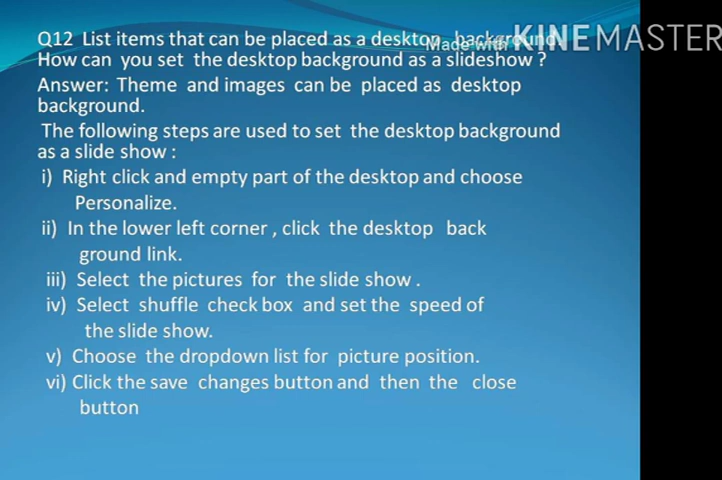 Q12 List items that can be placed as a desktop background
Made with KINEMASTER
How can you set the desktop background as a slideshow ?
Answer: Theme and images can be placed as desktop
background.
The following steps are used to set the desktop background
as a slide show :
i) Right click and empty part of the desktop and choose
Personalize.
ii) In the lower left corner , click the desktop back
ground link.
iii) Select the pictures for the slide show .
iv) Select shuffle check box and set the speed of
the slide show.
v) Choose the dropdown list for picture position.
vi) Click the save changes button and then the close
button